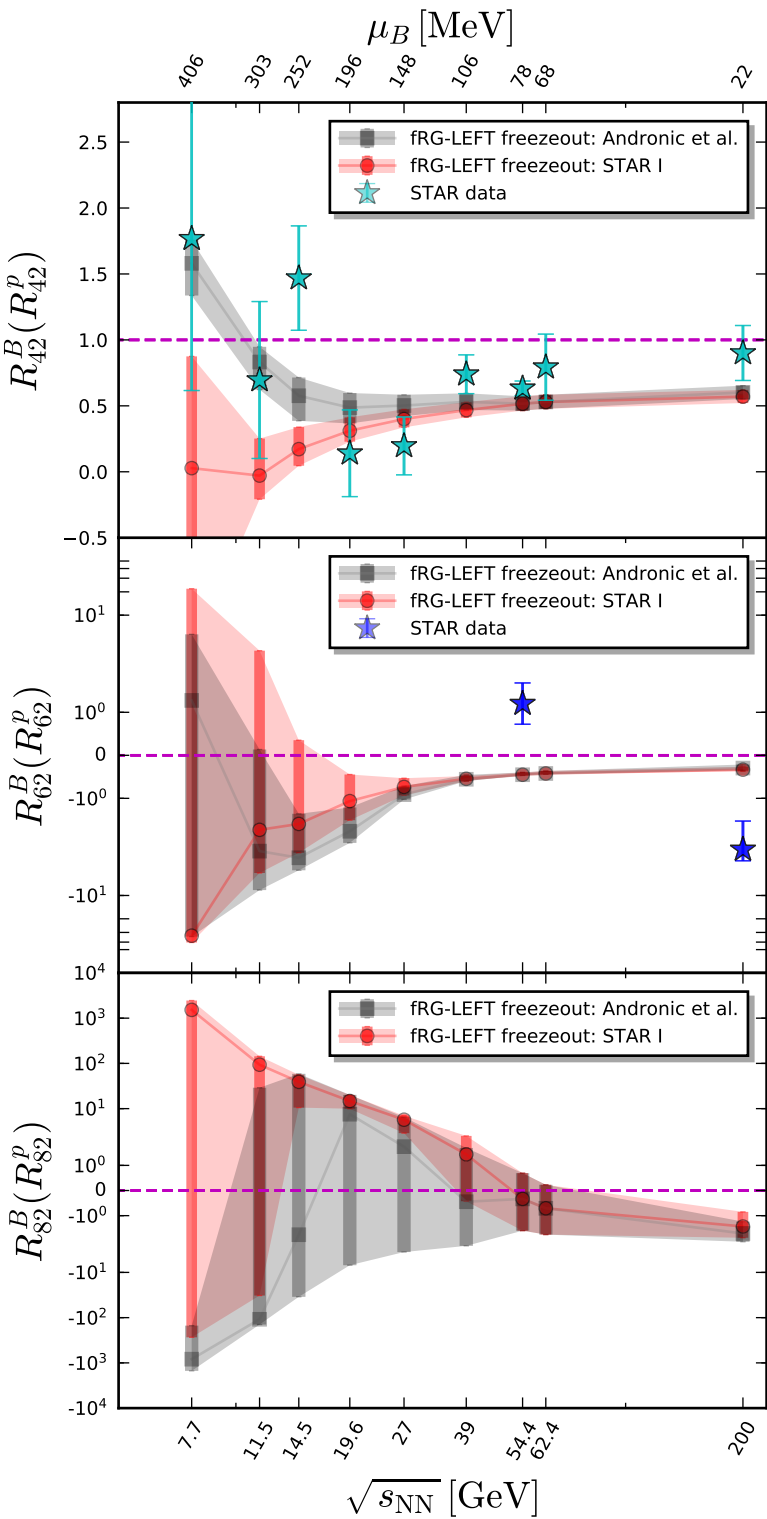 μ_B [MeV]
406 303 252 196 148 106 78 68 22
R^B_42(R^p_42)
2.5
2.0
1.5
1.0
0.5
0.0
−0.5
fRG-LEFT freezeout: Andronic et al.
fRG-LEFT freezeout: STAR I
STAR data
R^B_62(R^p_62)
10^1
10^0
0
-10^0
-10^1
fRG-LEFT freezeout: Andronic et al.
fRG-LEFT freezeout: STAR I
STAR data
R^B_82(R^p_82)
10^4
10^3
10^2
10^1
10^0
0
-10^0
-10^1
-10^2
-10^3
-10^4
fRG-LEFT freezeout: Andronic et al.
fRG-LEFT freezeout: STAR I
7.7 11.5 14.5 19.6 27 39 54.4 62.4 200
√s_NN [GeV]